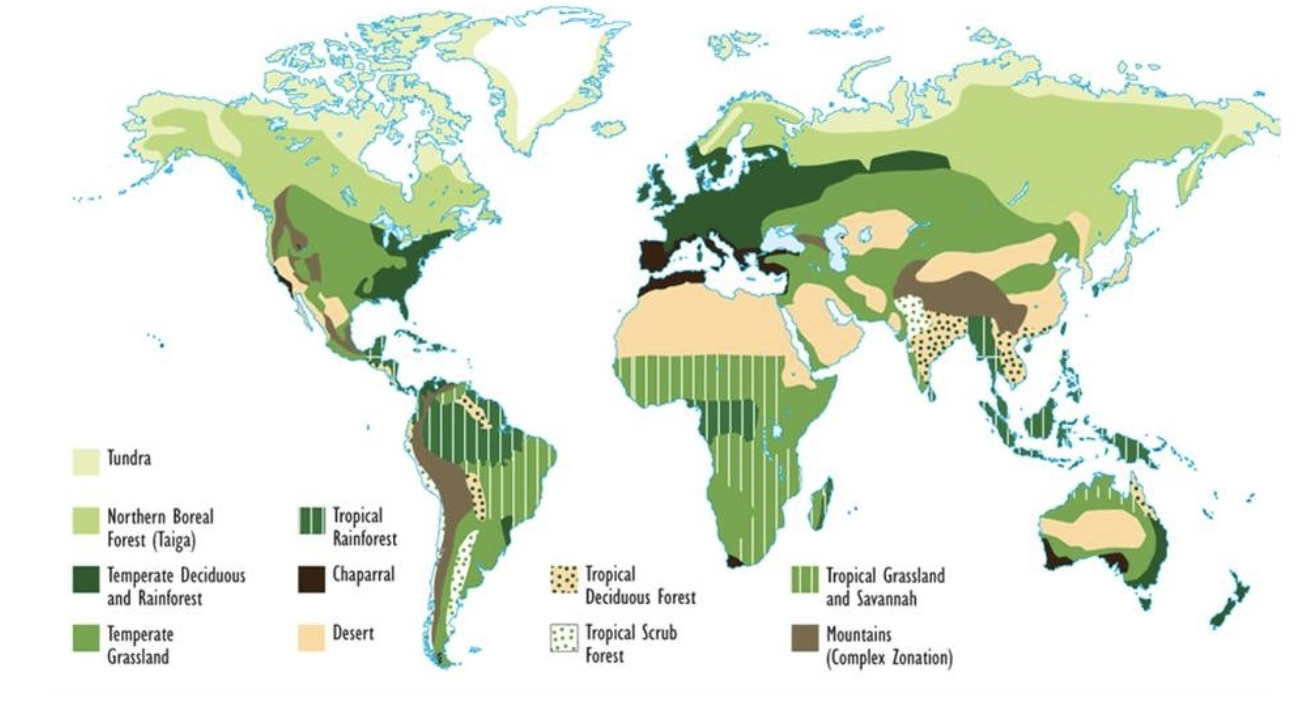 Tundra
Northern Boreal
Forest (Taiga)
Temperate Deciduous
and Rainforest
Temperate
Grassland
Tropical
Rainforest
Chaparral
Desert
Tropical
Deciduous Forest
Tropical Scrub
Forest
Tropical Grassland
and Savannah
Mountains
(Complex Zonation)